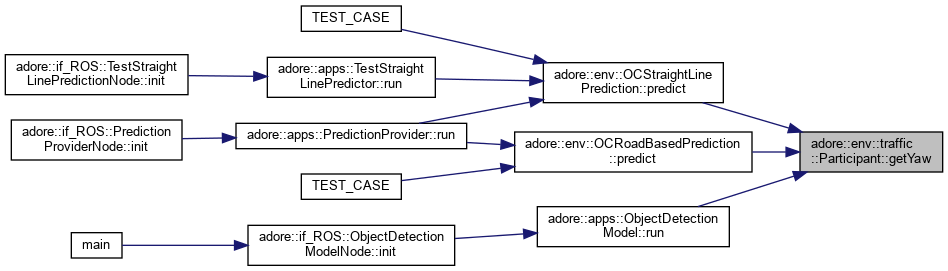 TEST_CASE
adore::if_ROS::TestStraight
LinePredictionNode::init
adore::apps::TestStraight
LinePredictor::run
adore::env::OCStraightLine
Prediction::predict
adore::if_ROS::Prediction
ProviderNode::init
adore::apps::PredictionProvider::run
adore::env::OCRoadBasedPrediction
::predict
adore::env::traffic
::Participant::getYaw
TEST_CASE
adore::apps::ObjectDetection
Model::run
main
adore::if_ROS::ObjectDetection
ModelNode::init